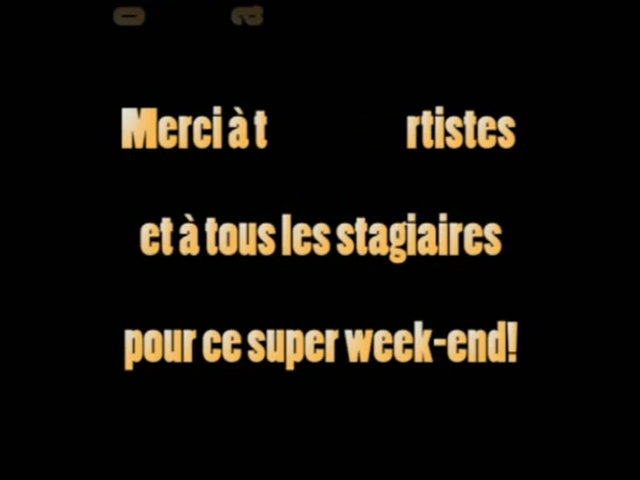 o a
Merci à t rtistes
et à tous les stagiaires
pour ce super week-end!